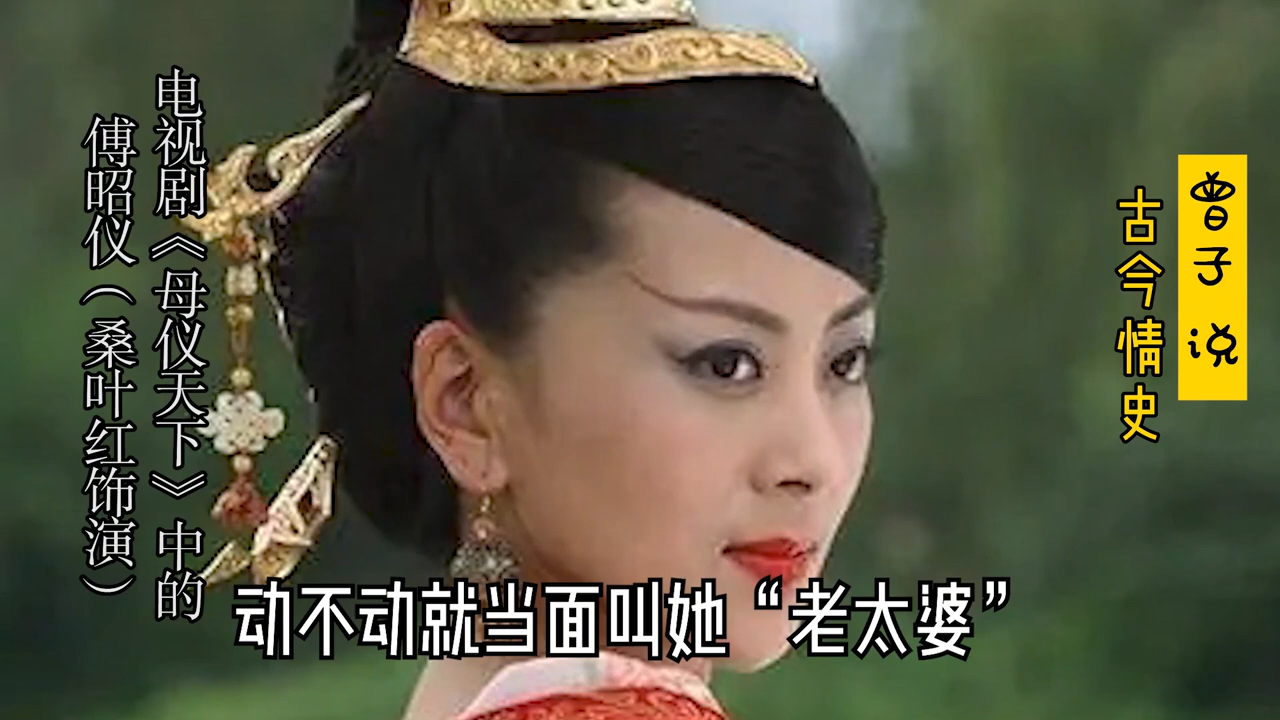 电视剧《母仪天下》中的
傅昭仪（桑叶红饰演）
曾子说
古今情史
动不动就当面叫她“老太婆”